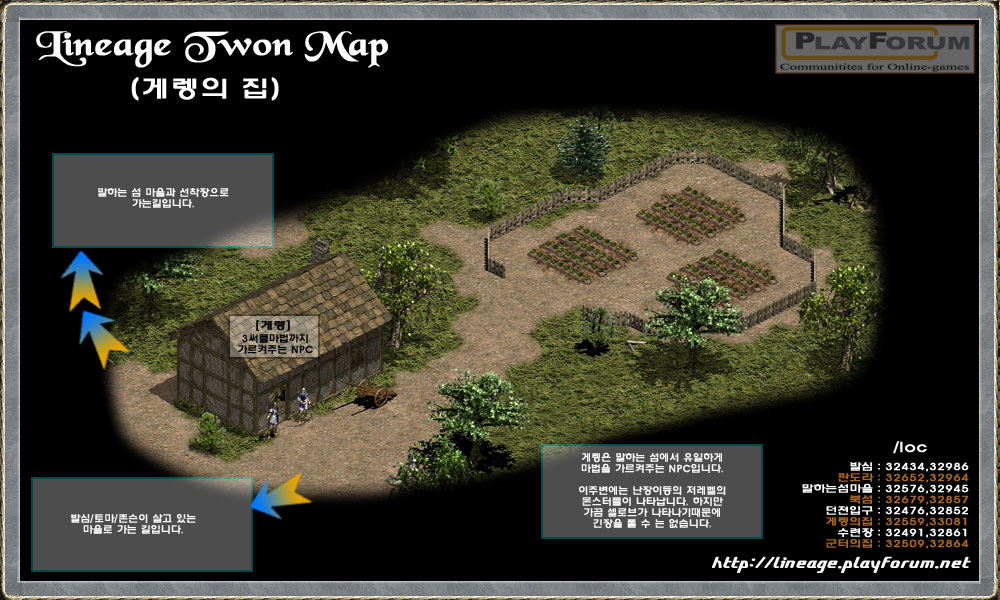 Lineage Twon Map
(게렝의 집)
PLAYFORUM
Communitites for Online-games
말하는 섬 마을과 선착장으로
가는길입니다.
[게렝]
3써클마법까지
가르켜주는 NPC
발심/토마/존슨이 살고 있는
마을로 가는 길입니다.
게렝은 말하는 섬에서 유일하게
마법을 가르켜주는 NPC입니다.
이주변에는 난장이등의 저레벨의
몬스터들이 나타납니다. 하지만
가끔 셀로브가 나타나기때문에
긴장을 풀 수 는 없습니다.
/loc
발심 : 32434,32986
판도라 : 32652,32964
말하는섬마을 : 32576,32945
북섬 : 32679,32857
던젼입구 : 32476,32852
게렝의집 : 32559,33081
수련장 : 32491,32861
군터의집 : 32509,32864
http://lineage.playforum.net